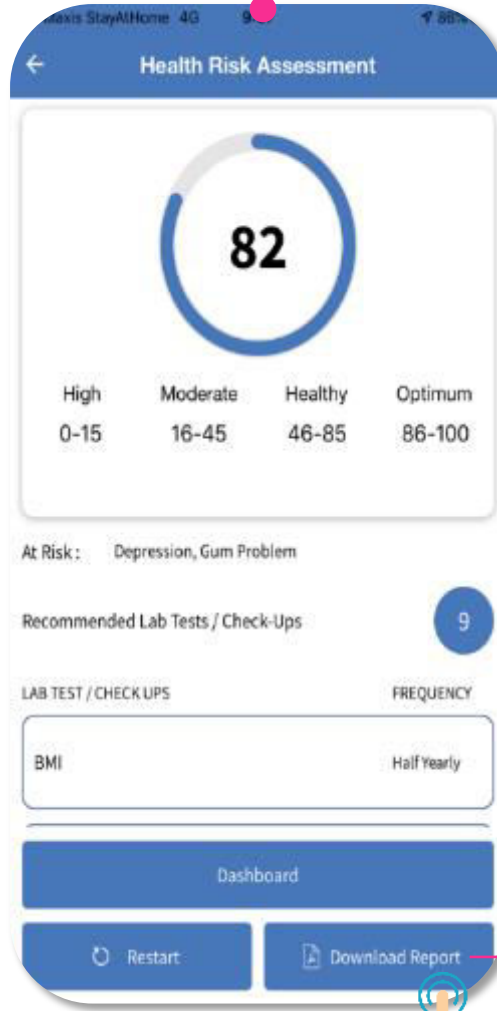 StayAtHome 4G
Health Risk Assessment
82
High Moderate Healthy Optimum
0-15 16-45 46-85 86-100
At Risk : Depression, Gum Problem
Recommended Lab Tests / Check-Ups 9
LAB TEST / CHECK UPS FREQUENCY
BMI Half Yearly
Dashboard
Restart Download Report